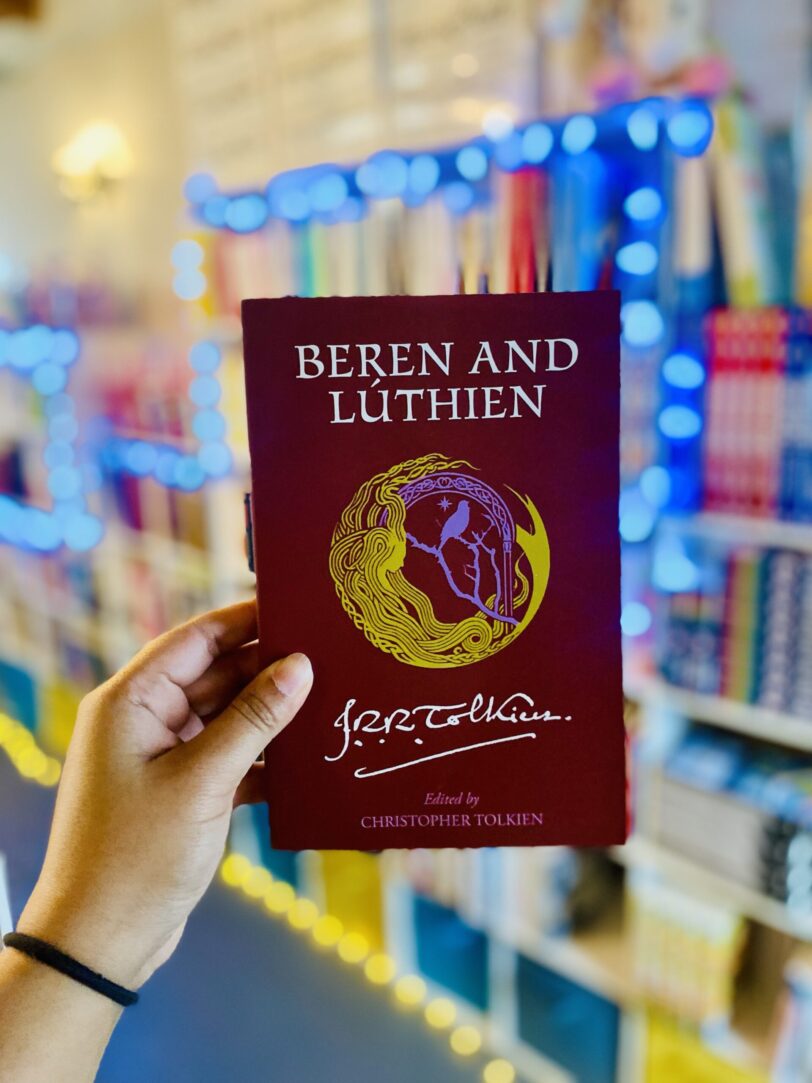 BEREN AND
LÚTHIEN
J.R.R. Tolkien.
Edited by
CHRISTOPHER TOLKIEN